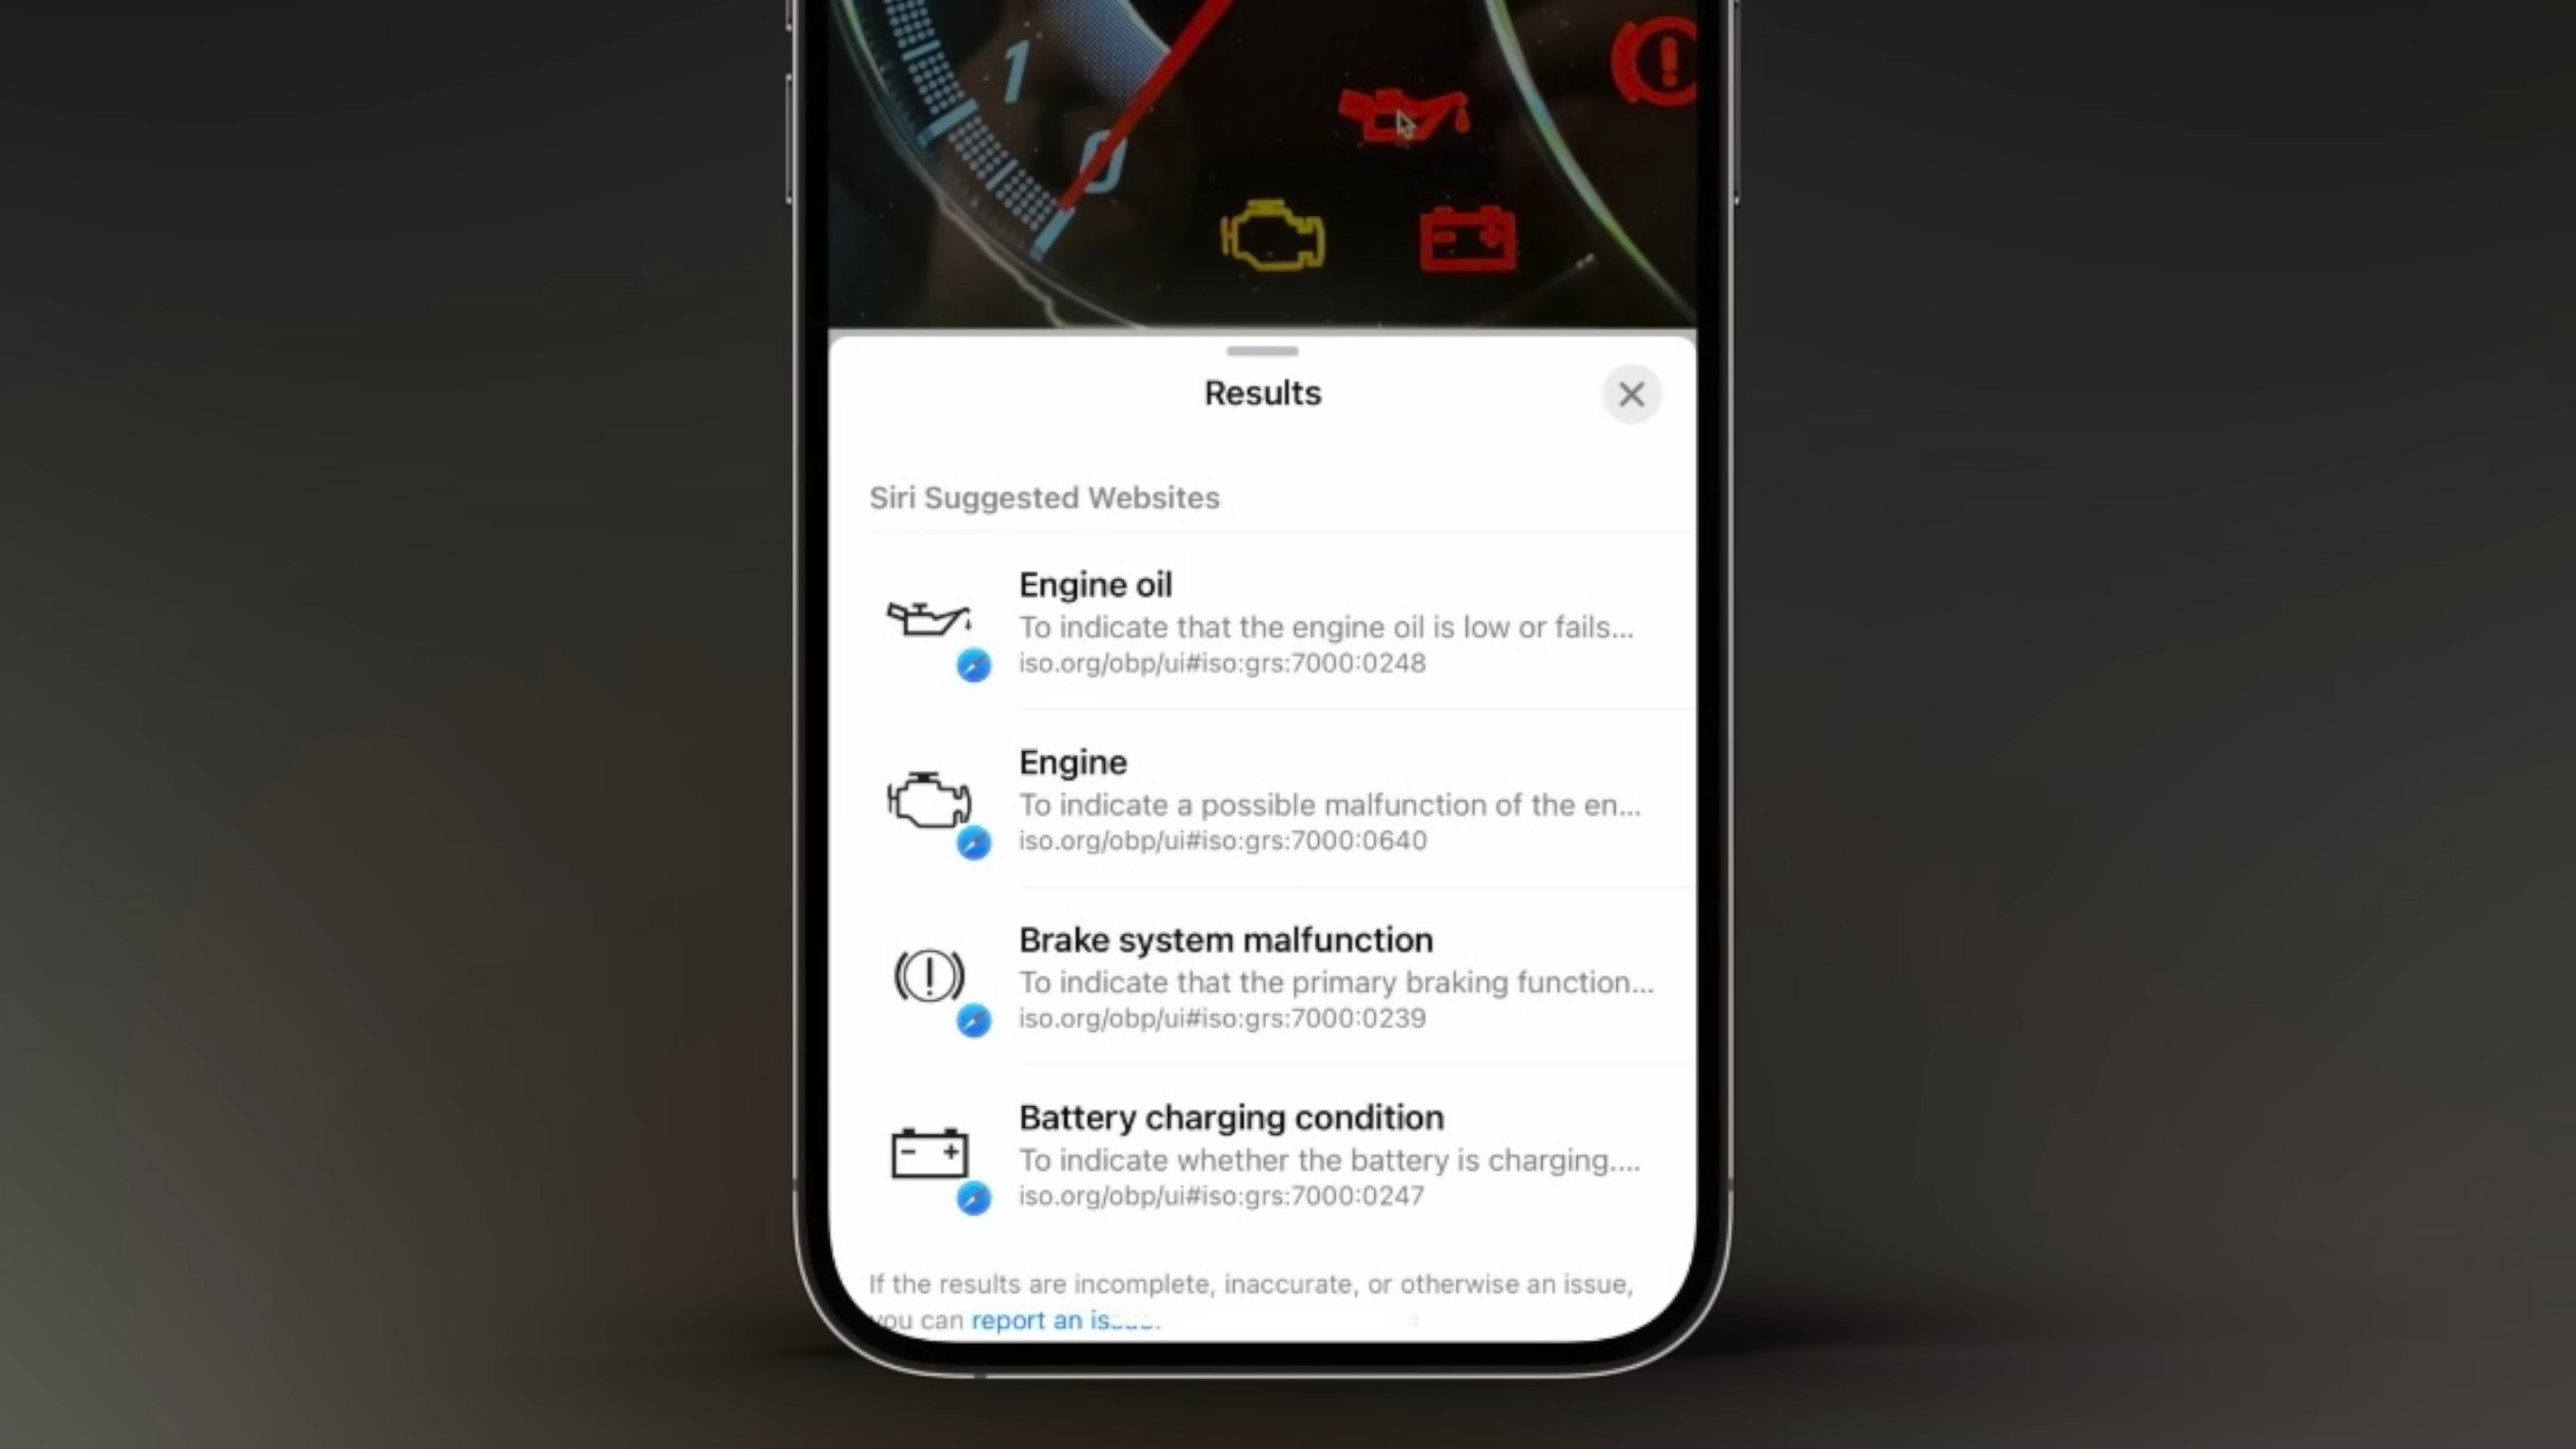 1
0
Results
Siri Suggested Websites
Engine oil
To indicate that the engine oil is low or fails...
iso.org/obp/ui#iso:grs:7000:0248
Engine
To indicate a possible malfunction of the en...
iso.org/obp/ui#iso:grs:7000:0640
Brake system malfunction
To indicate that the primary braking function...
iso.org/obp/ui#iso:grs:7000:0239
Battery charging condition
To indicate whether the battery is charging....
iso.org/obp/ui#iso:grs:7000:0247
If the results are incomplete, inaccurate, or otherwise an issue,
you can report an